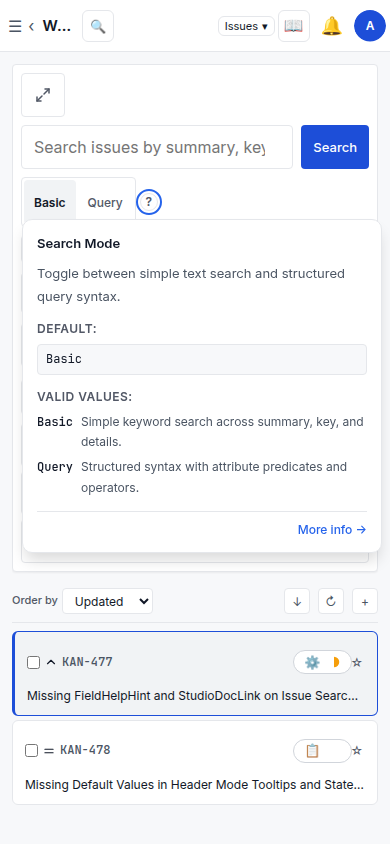 W...
Issues ▾
A
Search issues by summary, key
Search
Basic
Query
?
Search Mode
Toggle between simple text search and structured
query syntax.
DEFAULT:
Basic
VALID VALUES:
Basic Simple keyword search across summary, key, and
details.
Query Structured syntax with attribute predicates and
operators.
More info →
Order by Updated
KAN-477
Missing FieldHelpHint and StudioDocLink on Issue Searc...
KAN-478
Missing Default Values in Header Mode Tooltips and State...